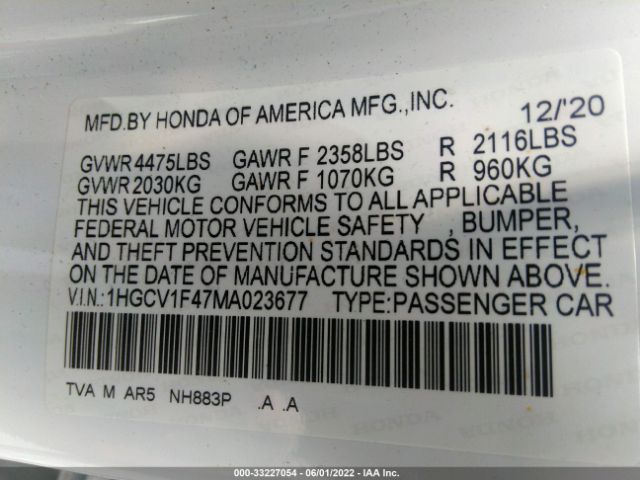 MFD.BY HONDA OF AMERICA MFG.,INC. 12/'20
GVWR 4475LBS GAWR F 2358LBS R 2116LBS
GVWR 2030KG GAWR F 1070KG R 960KG
THIS VEHICLE CONFORMS TO ALL APPLICABLE
FEDERAL MOTOR VEHICLE SAFETY , BUMPER,
AND THEFT PREVENTION STANDARDS IN EFFECT
ON THE DATE OF MANUFACTURE SHOWN ABOVE.
V.I.N.:1HGCV1F47MA023677 TYPE:PASSENGER CAR
TVA M AR5 NH883P .A .A
HONDA
000-33227054 - 06/01/2022 - IAA Inc.